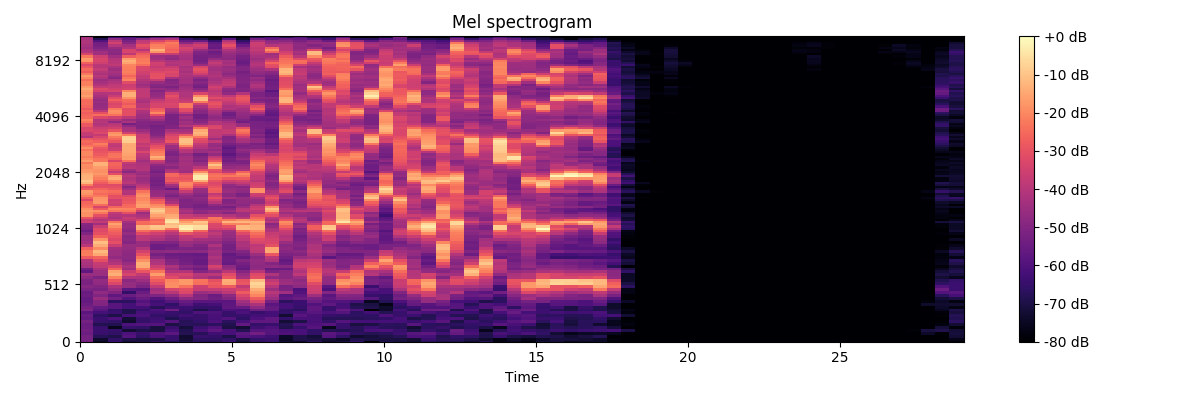 Mel spectrogram
Hz
8192
4096
2048
1024
512
0
0 5 10 15 20 25
Time
+0 dB
-10 dB
-20 dB
-30 dB
-40 dB
-50 dB
-60 dB
-70 dB
-80 dB